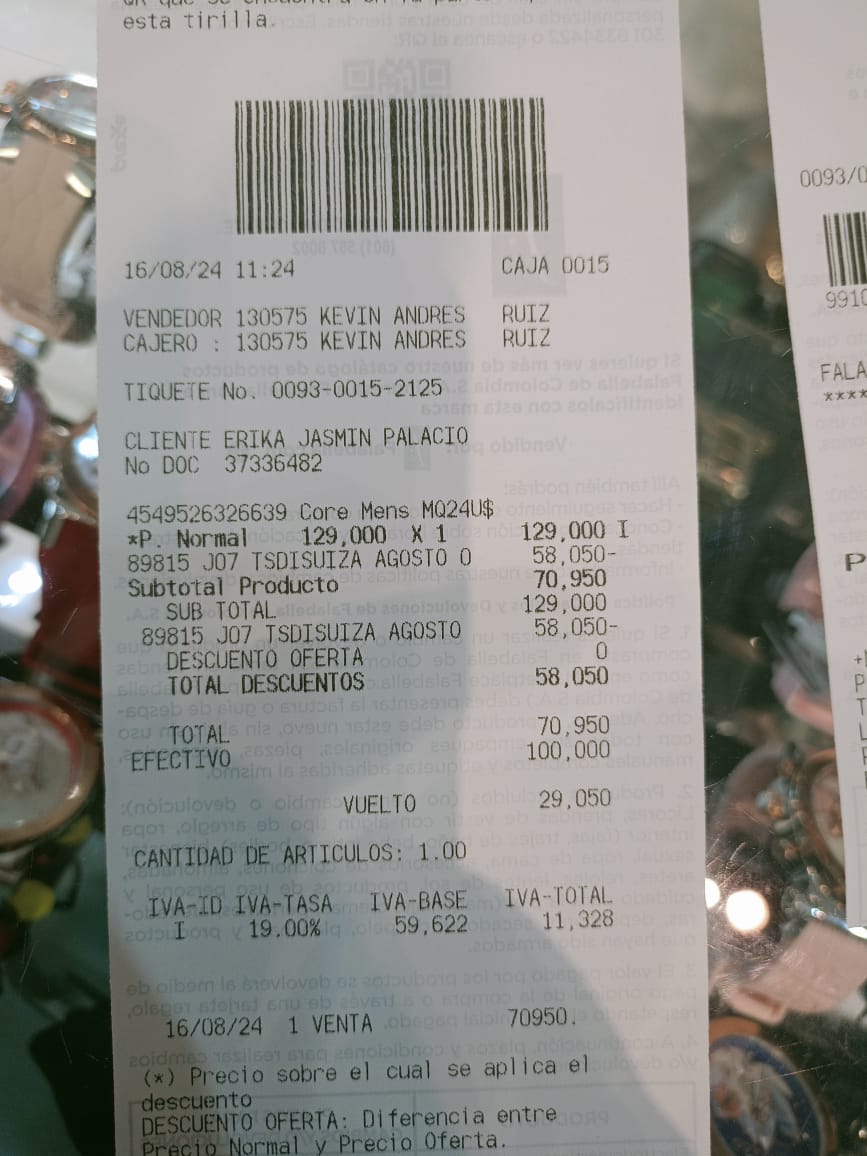 esta tirilla.
16/08/24 11:24 CAJA 0015
VENDEDOR 130575 KEVIN ANDRES RUIZ
CAJERO : 130575 KEVIN ANDRES RUIZ
TIQUETE No. 0093-0015-2125
CLIENTE ERIKA JASMIN PALACIO
No DOC 37336482
4549526326639 Core Mens MQ24U$
*P. Normal 129,000 X 1 129,000 I
89815 J07 TSDISUIZA AGOSTO 0 58,050-
Subtotal Producto 70,950
SUB TOTAL 129,000
89815 J07 TSDISUIZA AGOSTO 58,050-
DESCUENTO OFERTA 0
TOTAL DESCUENTOS 58,050
TOTAL 70,950
EFECTIVO 100,000
VUELTO 29,050
CANTIDAD DE ARTICULOS: 1.00
IVA-ID IVA-TASA IVA-BASE IVA-TOTAL
I 19.00% 59,622 11,328
16/08/24 1 VENTA 70950.
(*) Precio sobre el cual se aplica el
descuento
DESCUENTO OFERTA: Diferencia entre
Precio Normal y Precio Oferta.
0093/0
9910
FALA
****